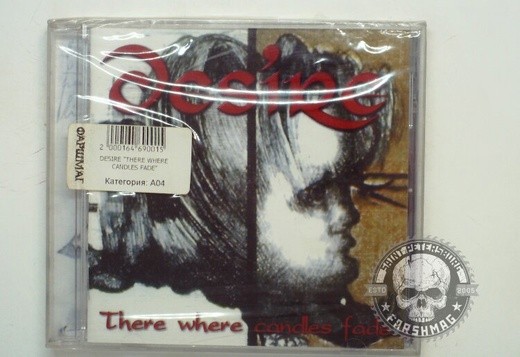 Desire
ФАРШМАГ
2 000164 690015
DESIRE "THERE WHERE
CANDLES FADE"
Категория: A04
There where candles fade
SAINT-PETERSBURG
ESTD 2005
FARSHMAG